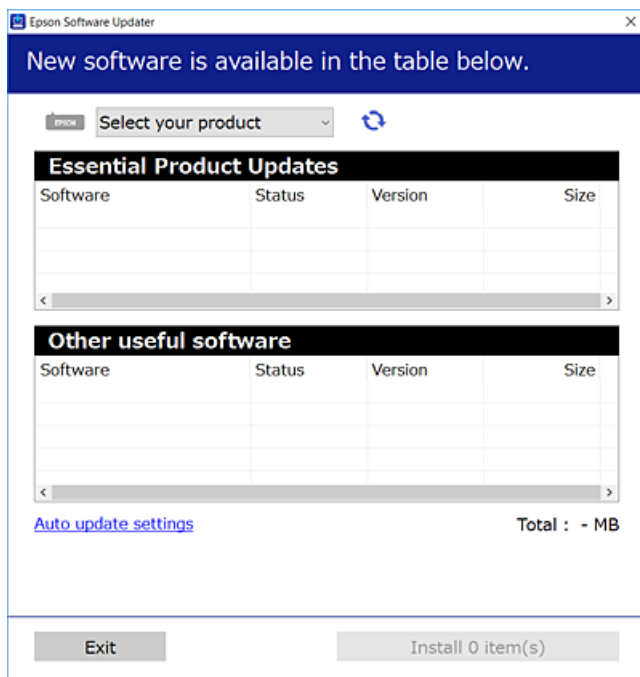 Epson Software Updater
New software is available in the table below.
EPSON Select your product
Essential Product Updates
Software Status Version Size
Other useful software
Software Status Version Size
Auto update settings Total : - MB
Exit Install 0 item(s)